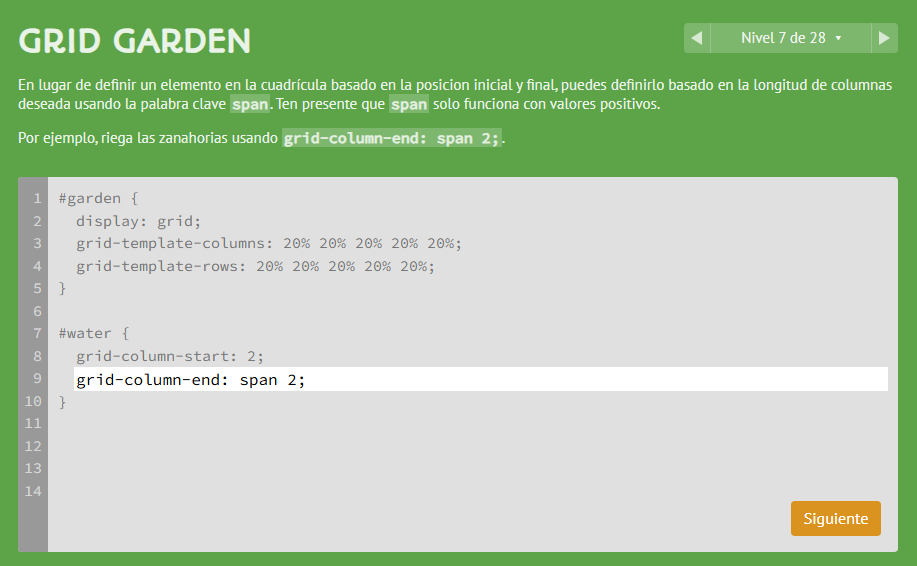 GRID GARDEN
Nivel 7 de 28
En lugar de definir un elemento en la cuadrícula basado en la posicion inicial y final, puedes definirlo basado en la longitud de columnas
deseada usando la palabra clave span. Ten presente que span solo funciona con valores positivos.
Por ejemplo, riega las zanahorias usando grid-column-end: span 2;.
1 #garden {
2 display: grid;
3 grid-template-columns: 20% 20% 20% 20% 20%;
4 grid-template-rows: 20% 20% 20% 20% 20%;
5 }
6
7 #water {
8 grid-column-start: 2;
9 grid-column-end: span 2;
10 }
11
12
13
14
Siguiente